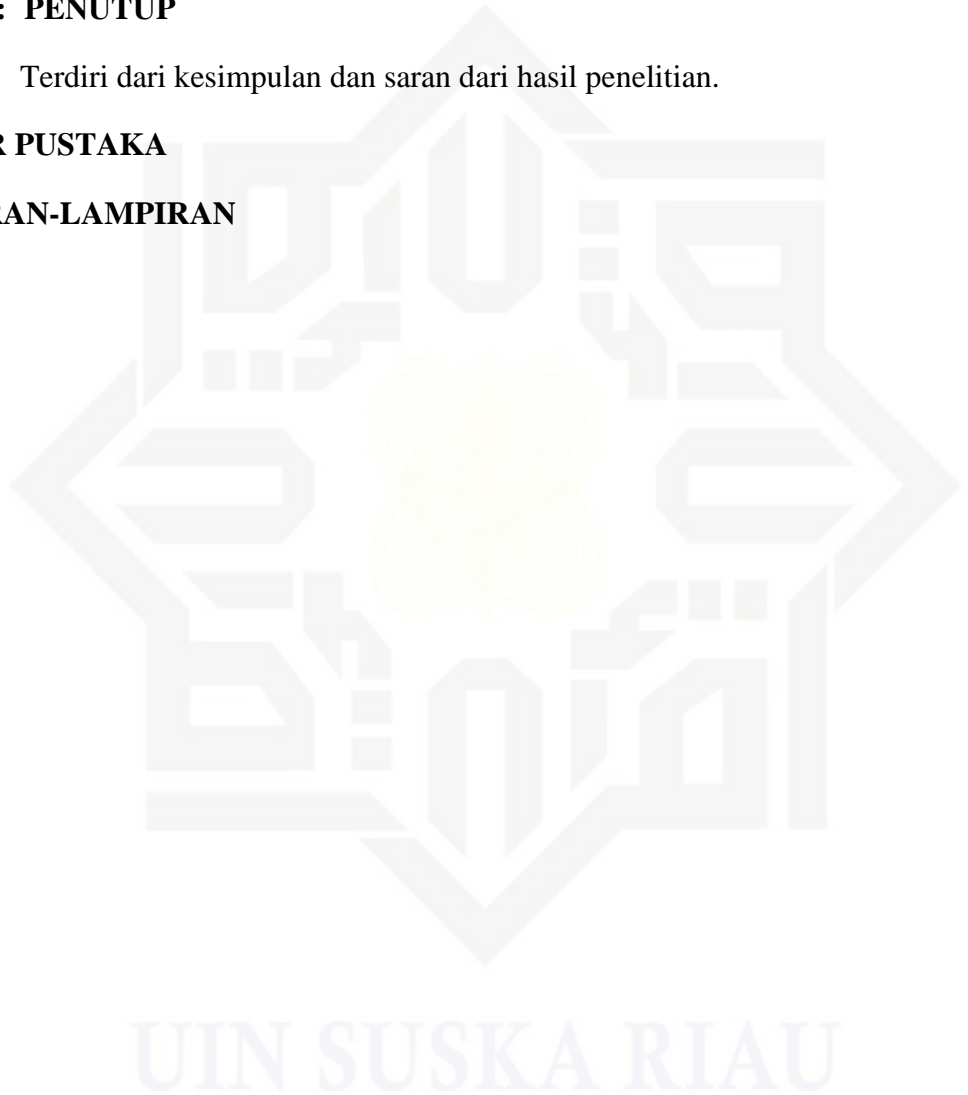 : PENUTUP
Terdiri dari kesimpulan dan saran dari hasil penelitian.
R PUSTAKA
RAN-LAMPIRAN
UIN SUSKA RIAU